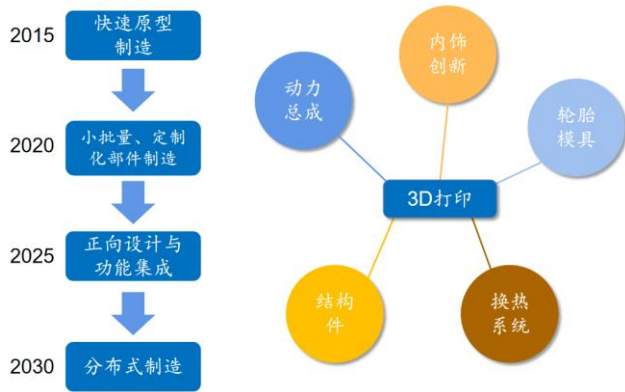 2015
快速原型
制造
2020
小批量、定制
化部件制造
2025
正向设计与
功能集成
2030
分布式制造
内饰
创新
动力
总成
轮胎
模具
3D打印
结构
件
换热
系统